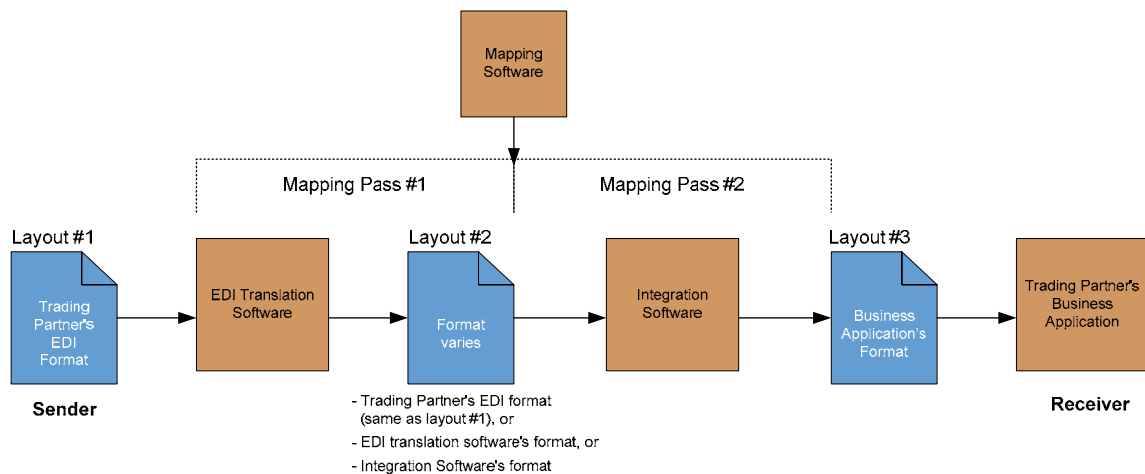 Mapping
Software
Mapping Pass #1
Mapping Pass #2
Layout #1
Layout #2
Layout #3
Trading
Partner's
EDI
Format
EDI Translation
Software
Format
varies
Integration
Software
Business
Application's
Format
Trading Partner's
Business
Application
Sender
Receiver
- Trading Partner's EDI format
(same as layout #1), or
- EDI translation software's format, or
- Integration Software's format